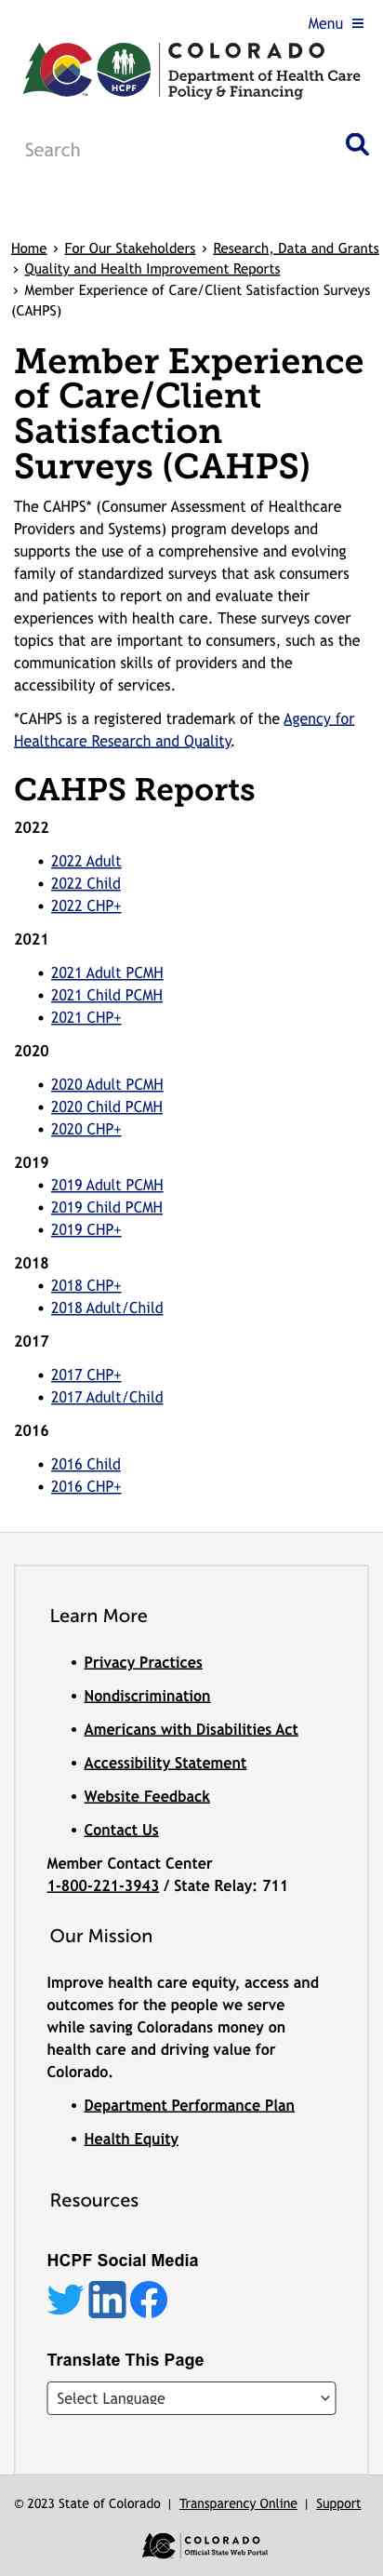 Menu
COLORADO
HCPF
Department of Health Care
Policy & Financing
Search
Home › For Our Stakeholders › Research, Data and Grants
› Quality and Health Improvement Reports
› Member Experience of Care/Client Satisfaction Surveys
(CAHPS)
Member Experience
of Care/Client
Satisfaction
Surveys (CAHPS)
The CAHPS* (Consumer Assessment of Healthcare
Providers and Systems) program develops and
supports the use of a comprehensive and evolving
family of standardized surveys that ask consumers
and patients to report on and evaluate their
experiences with health care. These surveys cover
topics that are important to consumers, such as the
communication skills of providers and the
accessibility of services.
*CAHPS is a registered trademark of the Agency for
Healthcare Research and Quality.
CAHPS Reports
2022
• 2022 Adult
• 2022 Child
• 2022 CHP+
2021
• 2021 Adult PCMH
• 2021 Child PCMH
• 2021 CHP+
2020
• 2020 Adult PCMH
• 2020 Child PCMH
• 2020 CHP+
2019
• 2019 Adult PCMH
• 2019 Child PCMH
• 2019 CHP+
2018
• 2018 CHP+
• 2018 Adult/Child
2017
• 2017 CHP+
• 2017 Adult/Child
2016
• 2016 Child
• 2016 CHP+
Learn More
• Privacy Practices
• Nondiscrimination
• Americans with Disabilities Act
• Accessibility Statement
• Website Feedback
• Contact Us
Member Contact Center
1-800-221-3943 / State Relay: 711
Our Mission
Improve health care equity, access and
outcomes for the people we serve
while saving Coloradans money on
health care and driving value for
Colorado.
• Department Performance Plan
• Health Equity
Resources
HCPF Social Media
in
Translate This Page
Select Language
© 2023 State of Colorado | Transparency Online | Support
COLORADO
Official State Web Portal